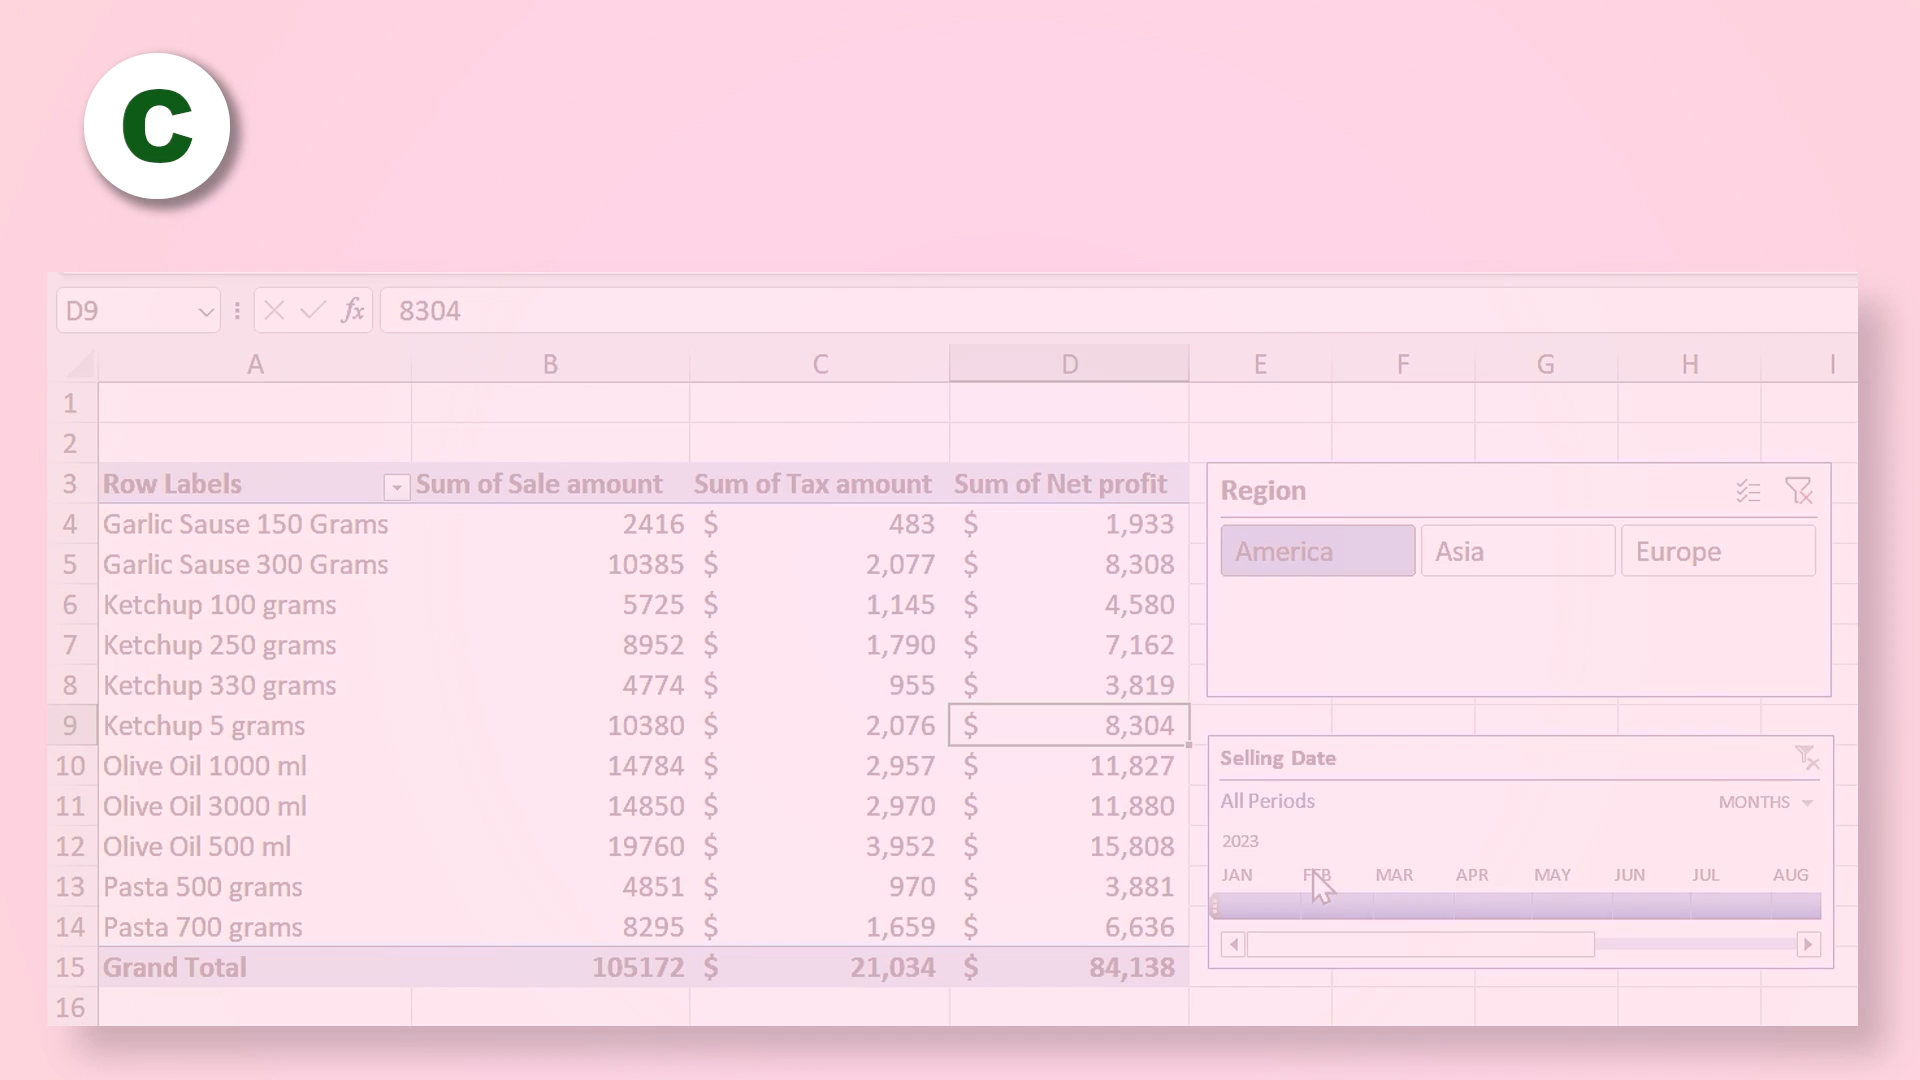 C
D9 fx 8304
A B C D E F G H I
1
2
3 Row Labels Sum of Sale amount Sum of Tax amount Sum of Net profit
4 Garlic Sause 150 Grams 2416 $ 483 $ 1,933
5 Garlic Sause 300 Grams 10385 $ 2,077 $ 8,308
6 Ketchup 100 grams 5725 $ 1,145 $ 4,580
7 Ketchup 250 grams 8952 $ 1,790 $ 7,162
8 Ketchup 330 grams 4774 $ 955 $ 3,819
9 Ketchup 5 grams 10380 $ 2,076 $ 8,304
10 Olive Oil 1000 ml 14784 $ 2,957 $ 11,827
11 Olive Oil 3000 ml 14850 $ 2,970 $ 11,880
12 Olive Oil 500 ml 19760 $ 3,952 $ 15,808
13 Pasta 500 grams 4851 $ 970 $ 3,881
14 Pasta 700 grams 8295 $ 1,659 $ 6,636
15 Grand Total 105172 $ 21,034 $ 84,138
16
Region
America Asia Europe
Selling Date
All Periods MONTHS
2023
JAN FEB MAR APR MAY JUN JUL AUG